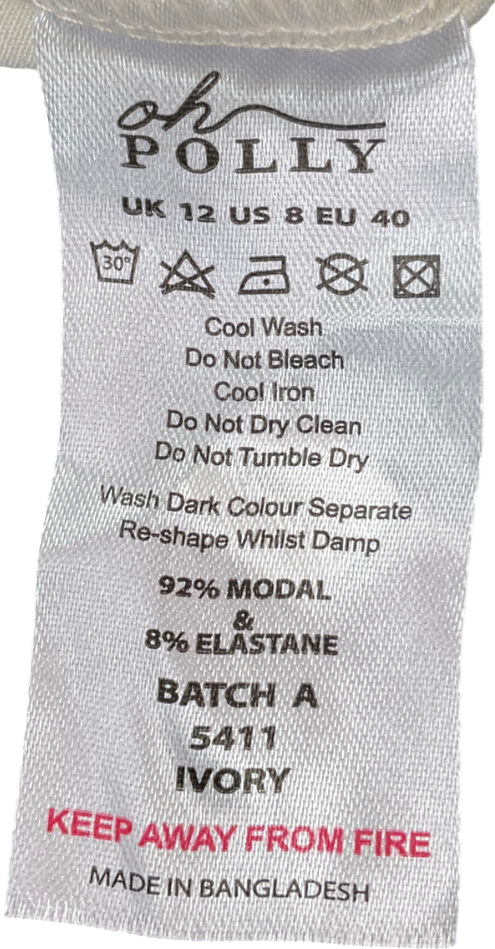 oh
POLLY
UK 12 US 8 EU 40
30°
Cool Wash
Do Not Bleach
Cool Iron
Do Not Dry Clean
Do Not Tumble Dry
Wash Dark Colour Separate
Re-shape Whilst Damp
92% MODAL
&
8% ELASTANE
BATCH A
5411
IVORY
KEEP AWAY FROM FIRE
MADE IN BANGLADESH